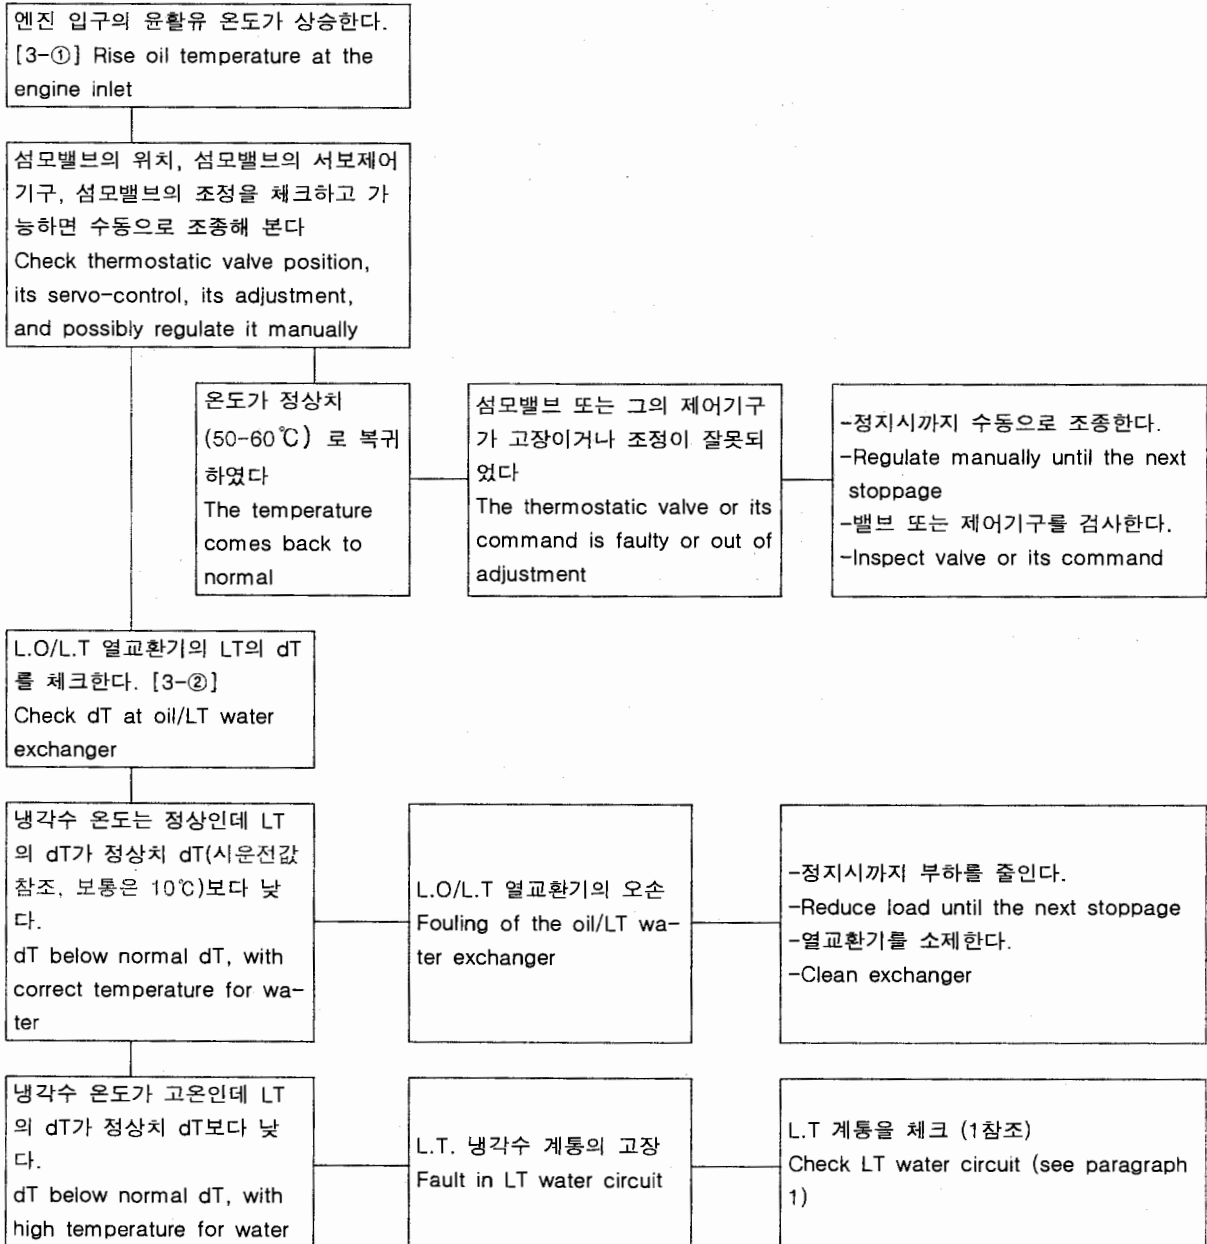 엔진 입구의 윤활유 온도가 상승한다.
[3-①] Rise oil temperature at the
engine inlet
섬모밸브의 위치, 섬모밸브의 서보제어
기구, 섬모밸브의 조정을 체크하고 가
능하면 수동으로 조종해 본다
Check thermostatic valve position,
its servo-control, its adjustment,
and possibly regulate it manually
온도가 정상치
(50-60℃) 로 복귀
하였다
The temperature
comes back to
normal
섬모밸브 또는 그의 제어기구
가 고장이거나 조정이 잘못되
었다
The thermostatic valve or its
command is faulty or out of
adjustment
-정지시까지 수동으로 조종한다.
-Regulate manually until the next
stoppage
-밸브 또는 제어기구를 검사한다.
-Inspect valve or its command
L.O/L.T 열교환기의 LT의 dT
를 체크한다. [3-②]
Check dT at oil/LT water
exchanger
냉각수 온도는 정상인데 LT
의 dT가 정상치 dT(시운전값
참조, 보통은 10℃)보다 낮
다.
dT below normal dT, with
correct temperature for wa-
ter
L.O/L.T 열교환기의 오손
Fouling of the oil/LT wa-
ter exchanger
-정지시까지 부하를 줄인다.
-Reduce load until the next stoppage
-열교환기를 소제한다.
-Clean exchanger
냉각수 온도가 고온인데 LT
의 dT가 정상치 dT보다 낮
다.
dT below normal dT, with
high temperature for water
L.T. 냉각수 계통의 고장
Fault in LT water circuit
L.T 계통을 체크 (1참조)
Check LT water circuit (see paragraph
1)